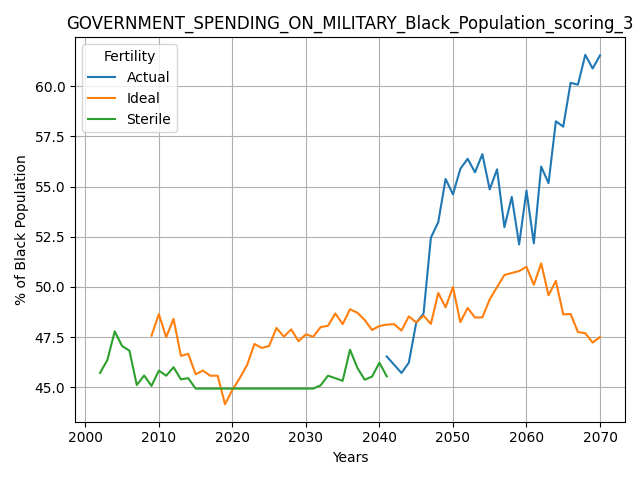 GOVERNMENT_SPENDING_ON_MILITARY_Black_Population_scoring_3
Fertility
Actual
Ideal
Sterile
% of Black Population
60.0
57.5
55.0
52.5
50.0
47.5
45.0
2000 2010 2020 2030 2040 2050 2060 2070
Years